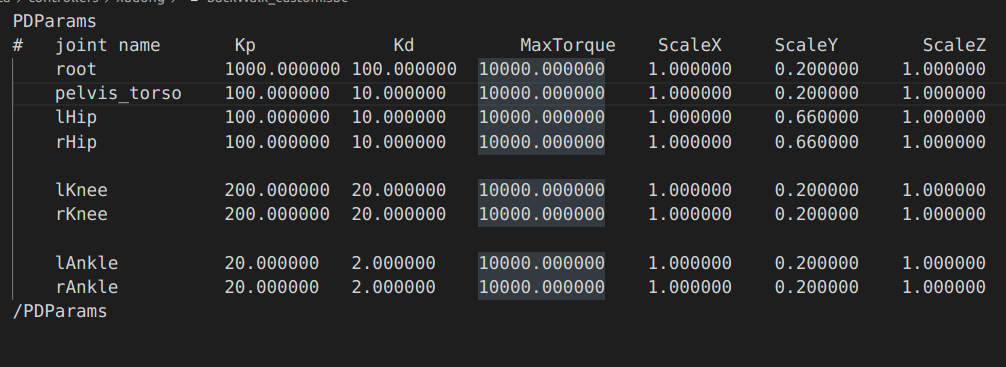 PDParams
# joint name Kp Kd MaxTorque ScaleX ScaleY ScaleZ
root 1000.000000 100.000000 10000.000000 1.000000 0.200000 1.000000
pelvis_torso 100.000000 10.000000 10000.000000 1.000000 0.200000 1.000000
lHip 100.000000 10.000000 10000.000000 1.000000 0.660000 1.000000
rHip 100.000000 10.000000 10000.000000 1.000000 0.660000 1.000000
lKnee 200.000000 20.000000 10000.000000 1.000000 0.200000 1.000000
rKnee 200.000000 20.000000 10000.000000 1.000000 0.200000 1.000000
lAnkle 20.000000 2.000000 10000.000000 1.000000 0.200000 1.000000
rAnkle 20.000000 2.000000 10000.000000 1.000000 0.200000 1.000000
/PDParams